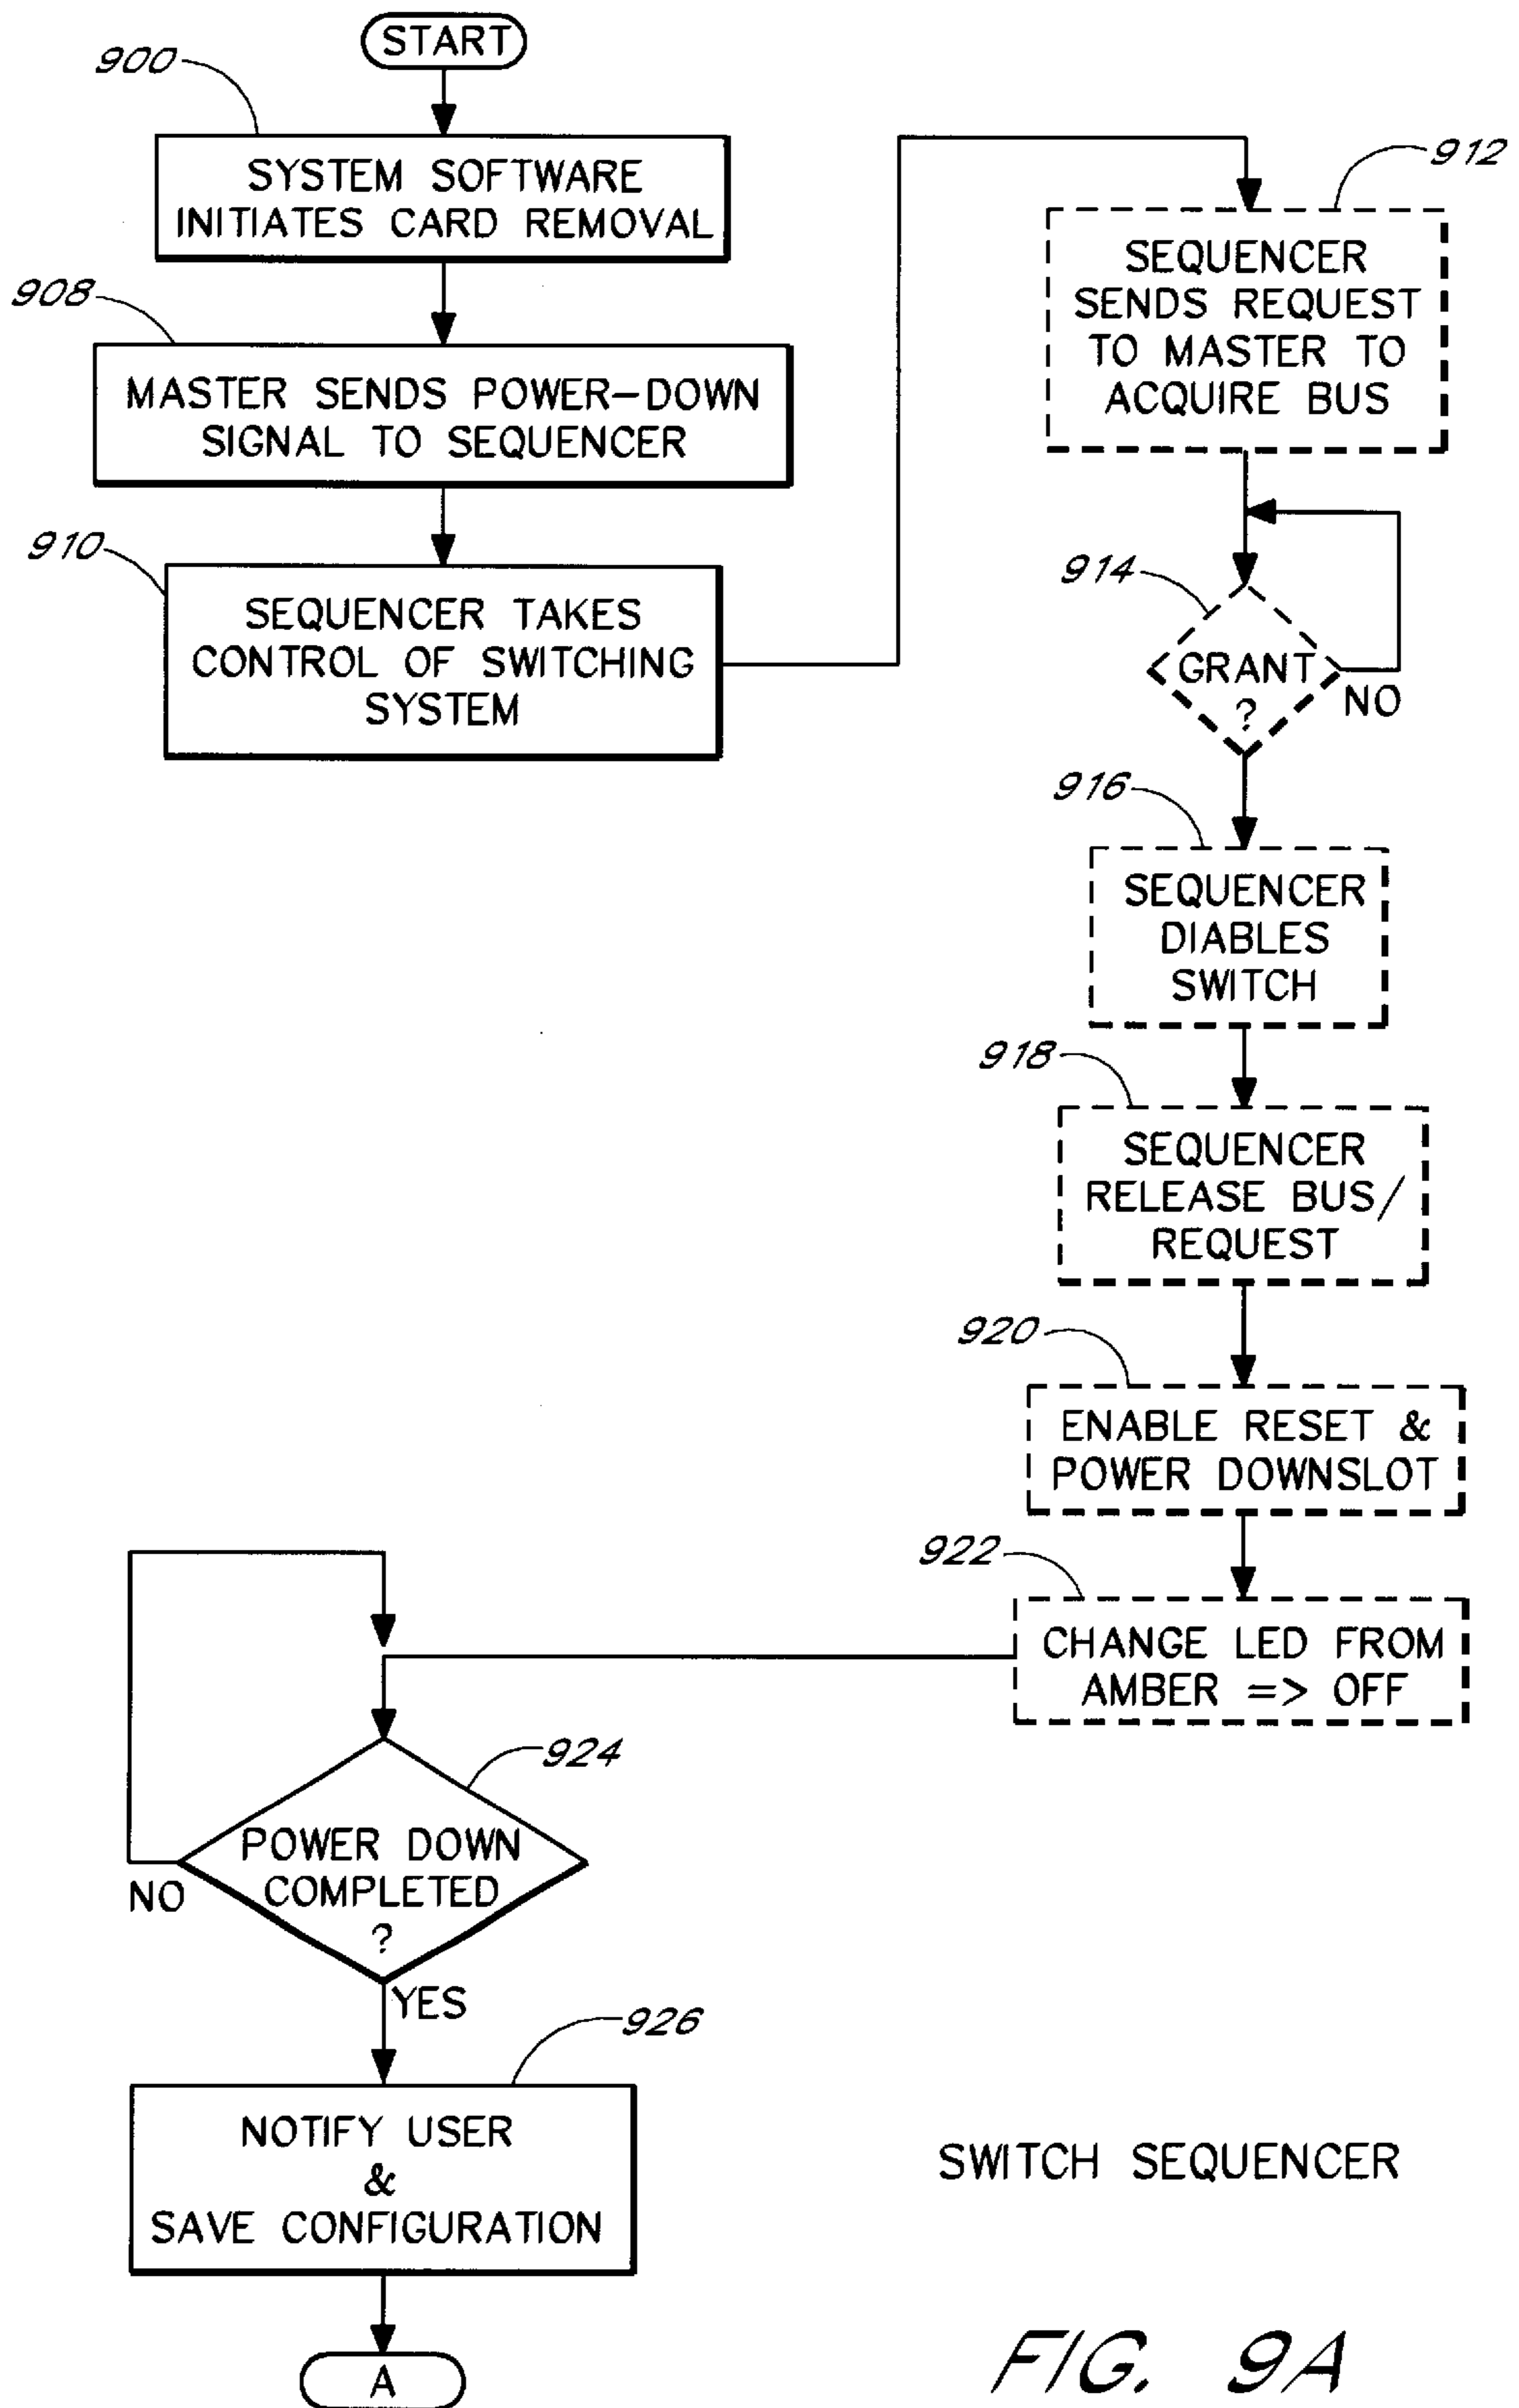 START
900
SYSTEM SOFTWARE
INITIATES CARD REMOVAL
908
MASTER SENDS POWER-DOWN
SIGNAL TO SEQUENCER
910
SEQUENCER TAKES
CONTROL OF SWITCHING
SYSTEM
912
SEQUENCER
SENDS REQUEST
TO MASTER TO
ACQUIRE BUS
914
GRANT
?
NO
916
SEQUENCER
DIABLES
SWITCH
918
SEQUENCER
RELEASE BUS/
REQUEST
920
ENABLE RESET &
POWER DOWNSLOT
922
CHANGE LED FROM
AMBER => OFF
924
POWER DOWN
COMPLETED
?
NO
YES
926
NOTIFY USER
&
SAVE CONFIGURATION
A
SWITCH SEQUENCER
FIG. 9A